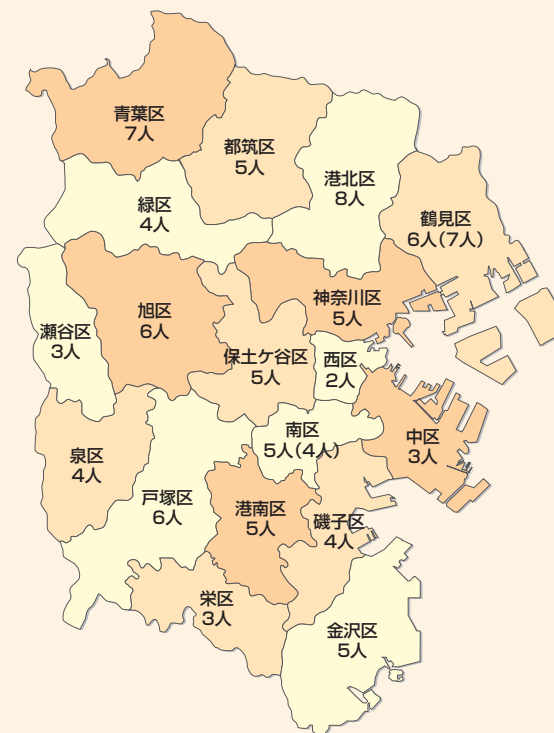 青葉区
7人
都筑区
5人
港北区
8人
緑区
4人
鶴見区
6人(7人)
旭区
6人
神奈川区
5人
瀬谷区
3人
保土ケ谷区
5人
西区
2人
南区
5人(4人)
中区
3人
泉区
4人
戸塚区
6人
港南区
5人
磯子区
4人
栄区
3人
金沢区
5人